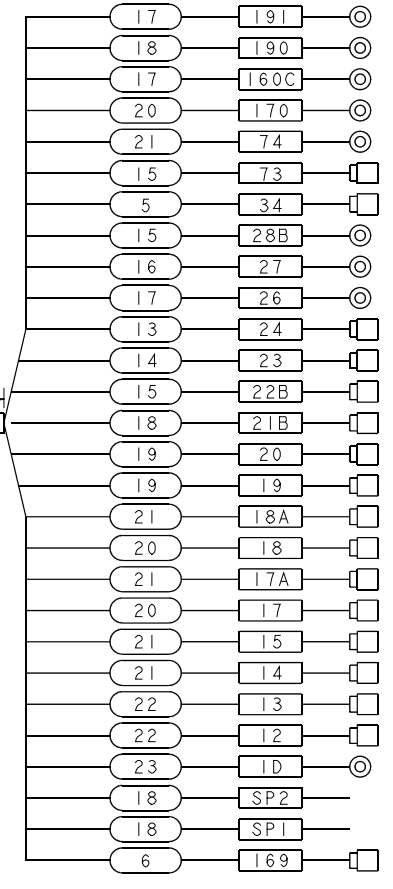 17 191
18 190
17 160C
20 170
21 74
15 73
5 34
15 28B
16 27
17 26
13 24
14 23
15 22B
18 21B
19 20
19 19
21 18A
20 18
21 17A
20 17
21 15
21 14
22 13
22 12
23 1D
18 SP2
18 SP1
6 169